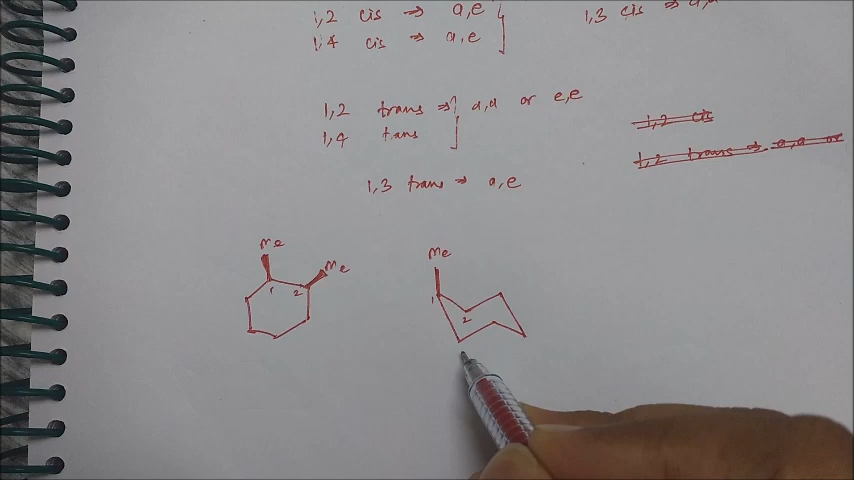 1,2 cis ⇒ a,e
1,4 cis ⇒ a,e
1,3 cis ⇒
1,2 trans ⇒ a,a or e,e
1,4 tans
1,3 trans ⇒ a,e
1,2 cis
1,2 trans ⇒ a,a or
Me
Me
1
2
Me
1
2